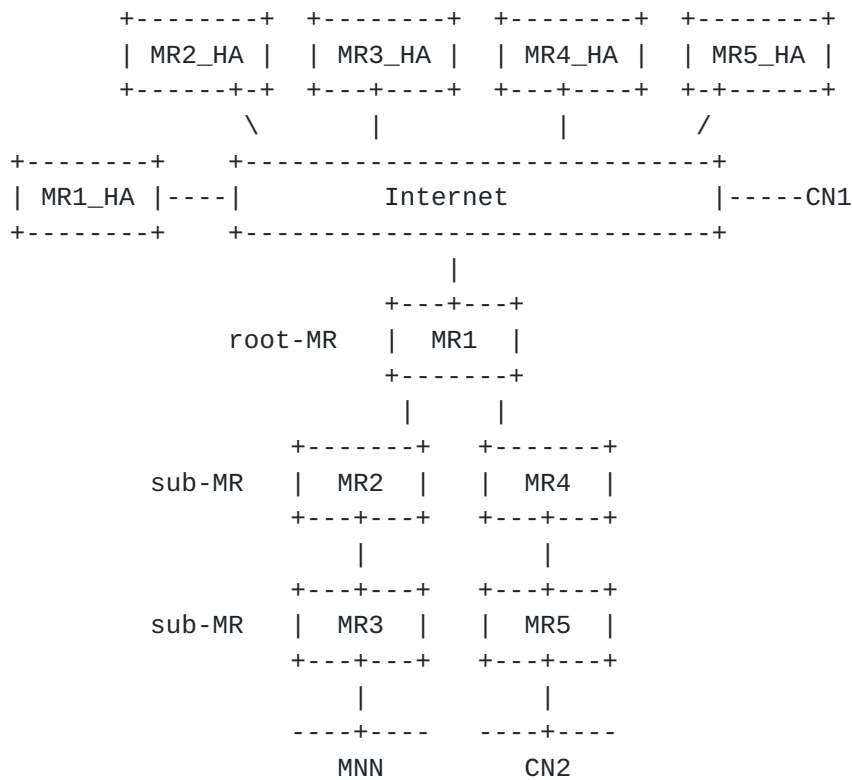 MR2_HA MR3_HA MR4_HA MR5_HA
MR1_HA Internet CN1
root-MR MR1
sub-MR MR2 MR4
sub-MR MR3 MR5
MNN CN2